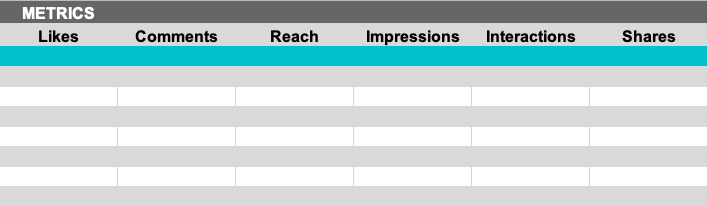 METRICS
Likes Comments Reach Impressions Interactions Shares